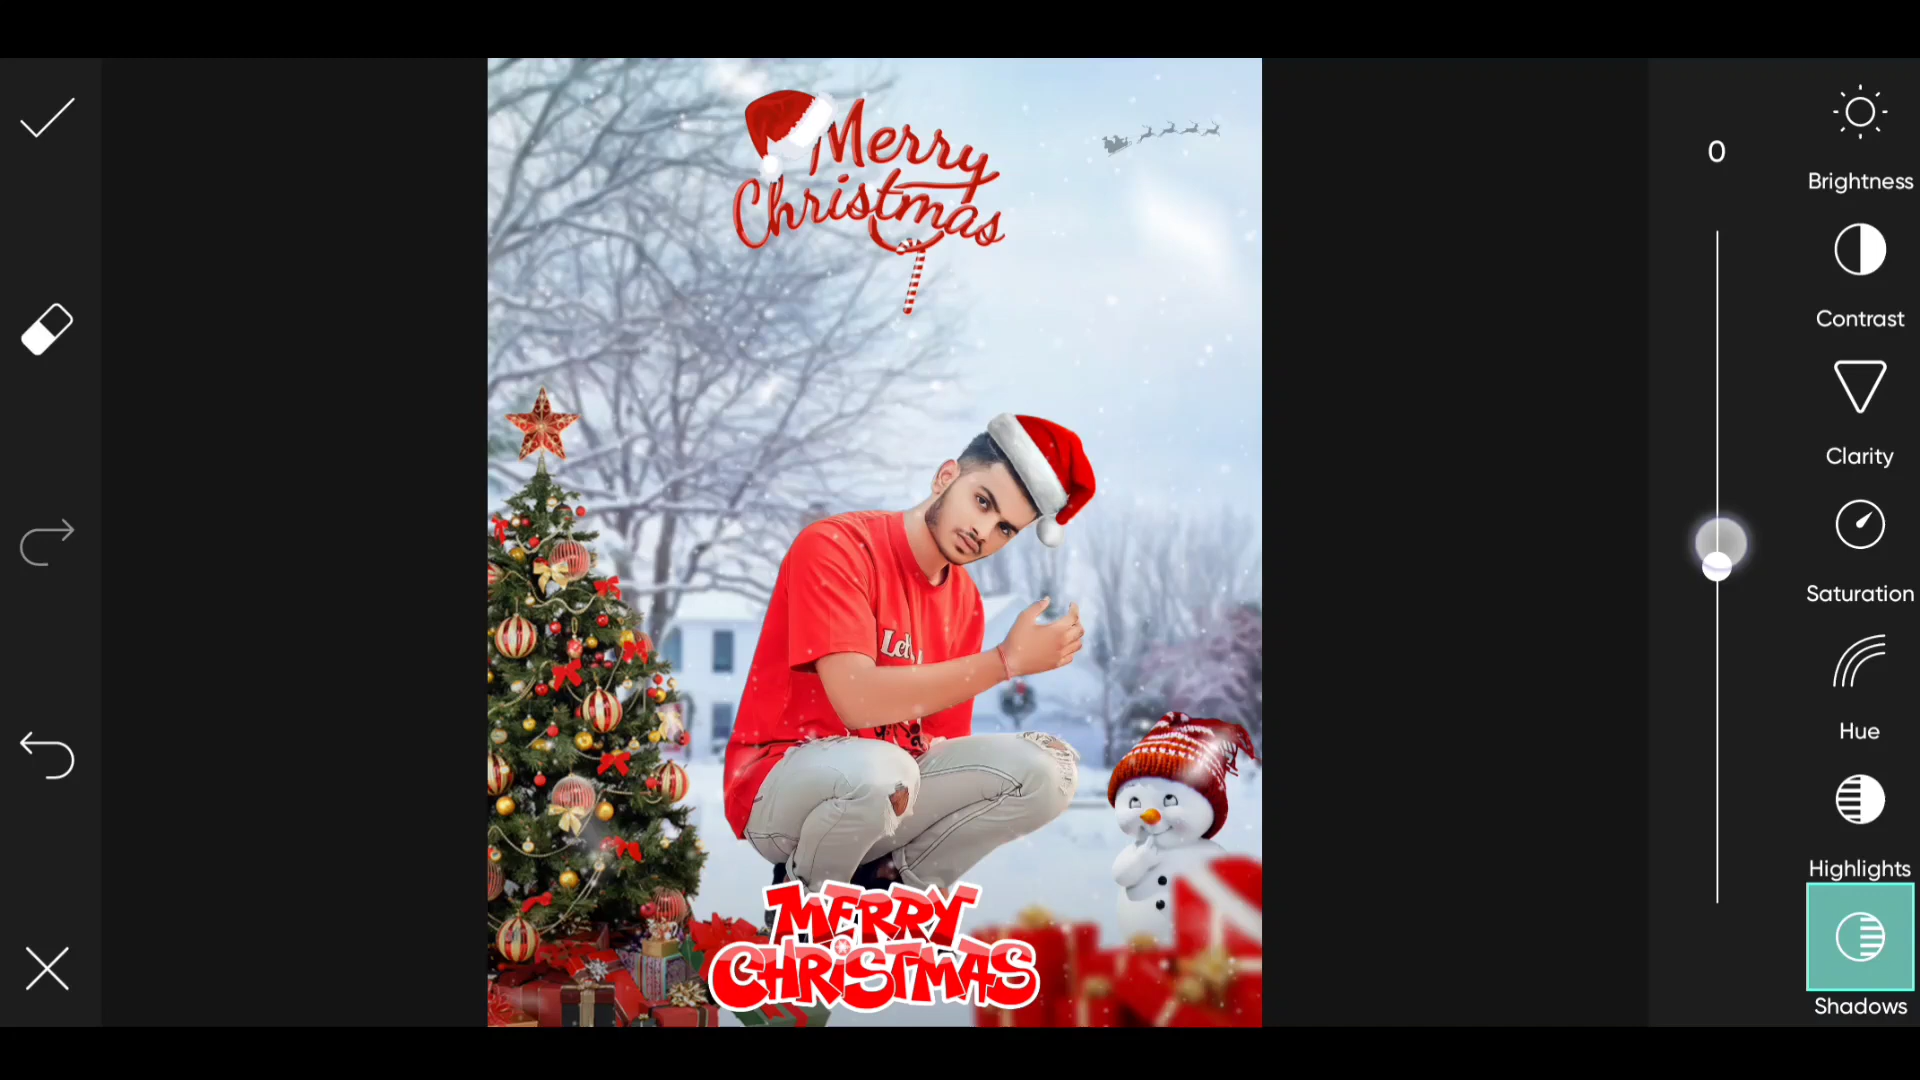 Merry
Christmas
0
Brightness
Contrast
Clarity
Saturation
Hue
Highlights
Shadows
MERRY
CHRISTMAS